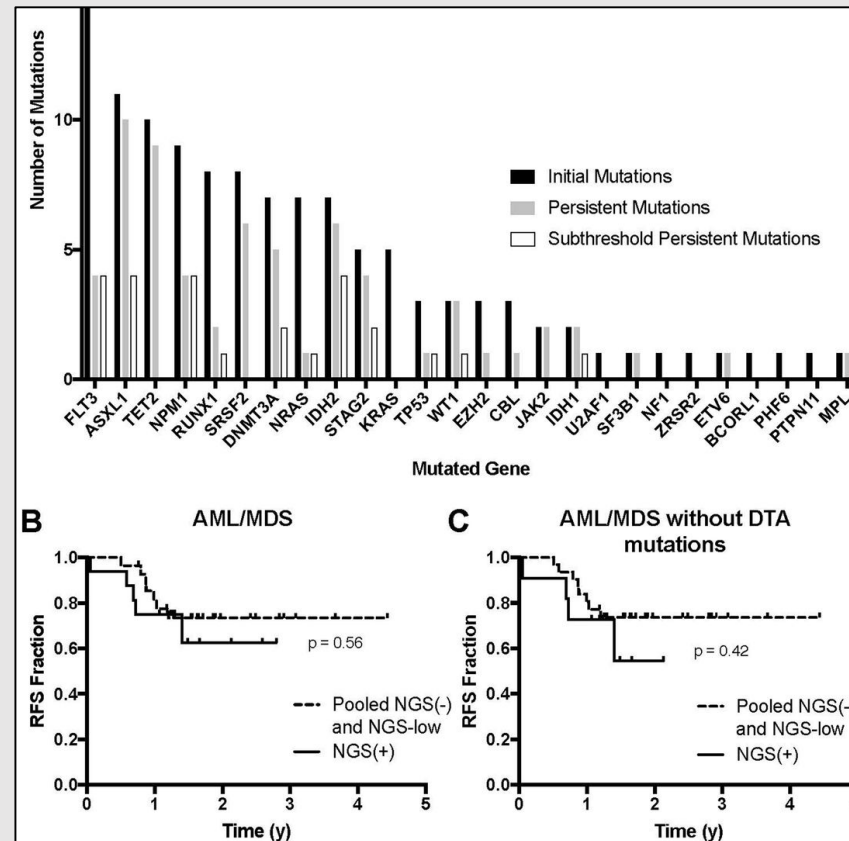 Number of Mutations
10
5
0
Initial Mutations
Persistent Mutations
Subthreshold Persistent Mutations
FLT3
ASXL1
TET2
NPM1
RUNX1
SRSF2
DNMT3A
NRAS
IDH2
STAG2
KRAS
TP53
WT1
EZH2
CBL
JAK2
IDH1
U2AF1
SF3B1
NF1
ZRSR2
ETV6
BCORL1
PHF6
PTPN11
MPL
Mutated Gene
B
AML/MDS
RFS Fraction
1.0
0.8
0.6
0.4
0.2
0.0
p = 0.56
Pooled NGS(-)
and NGS-low
NGS(+)
0 1 2 3 4 5
Time (y)
C
AML/MDS without DTA
mutations
RFS Fraction
1.0
0.8
0.6
0.4
0.2
0.0
p = 0.42
Pooled NGS(-
and NGS-low
NGS(+)
0 1 2 3 4
Time (y)